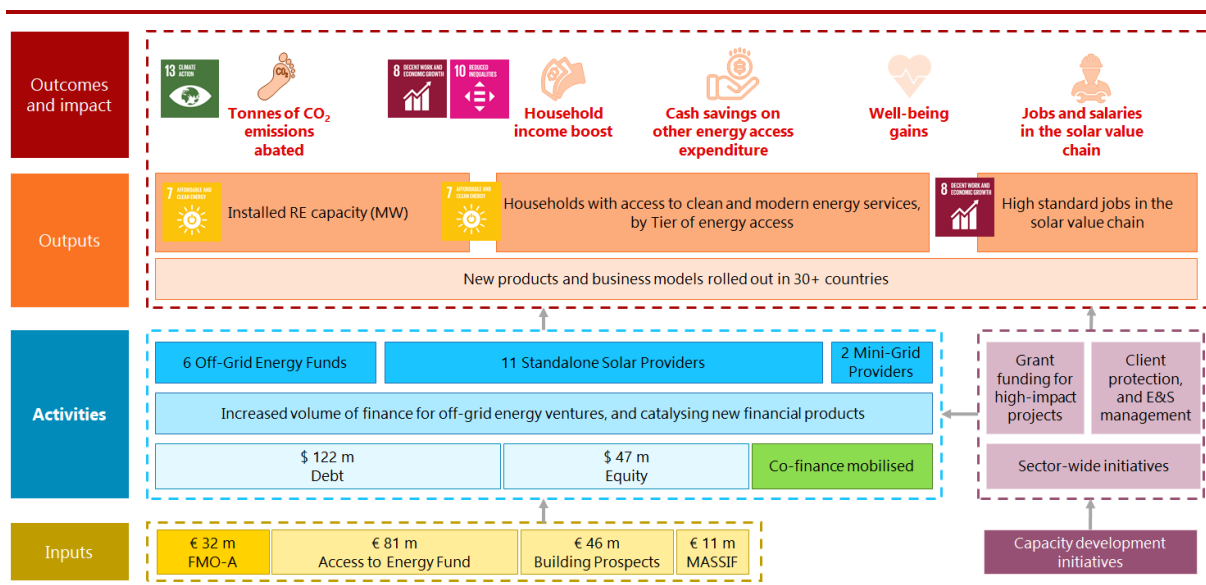 Outcomes
and impact
13 CLIMATE
ACTION
CO2
Tonnes of CO₂
emissions
abated
8 DECENT WORK AND
ECONOMIC GROWTH
10 REDUCED
INEQUALITIES
Household
income boost
Cash savings on
other energy access
expenditure
Well-being
gains
Jobs and salaries
in the solar value
chain
Outputs
7 AFFORDABLE AND
CLEAN ENERGY
Installed RE capacity (MW)
7 AFFORDABLE AND
CLEAN ENERGY
Households with access to clean and modern energy services,
by Tier of energy access
8 DECENT WORK AND
ECONOMIC GROWTH
High standard jobs in the
solar value chain
New products and business models rolled out in 30+ countries
Activities
6 Off-Grid Energy Funds
11 Standalone Solar Providers
2 Mini-Grid
Providers
Increased volume of finance for off-grid energy ventures, and catalysing new financial products
$ 122 m
Debt
$ 47 m
Equity
Co-finance mobilised
Grant
funding for
high-impact
projects
Client
protection,
and E&S
management
Sector-wide initiatives
Inputs
€ 32 m
FMO-A
€ 81 m
Access to Energy Fund
€ 46 m
Building Prospects
€ 11 m
MASSIF
Capacity development
initiatives